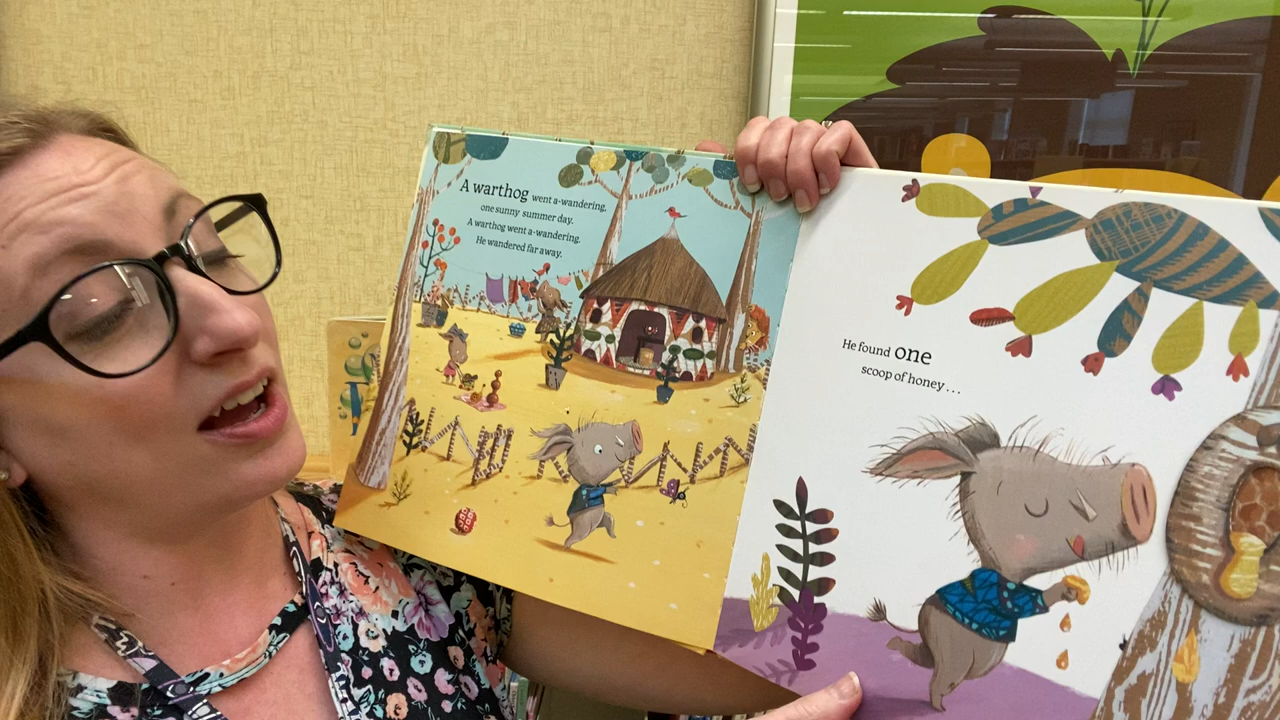 A warthog went a-wandering,
one sunny summer day.
A warthog went a-wandering,
He wandered far away.
He found one
scoop of honey...